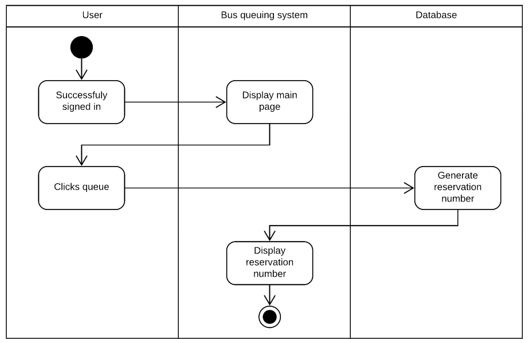 User
Bus queuing system
Database
Successfuly
signed in
Display main
page
Clicks queue
Generate
reservation
number
Display
reservation
number